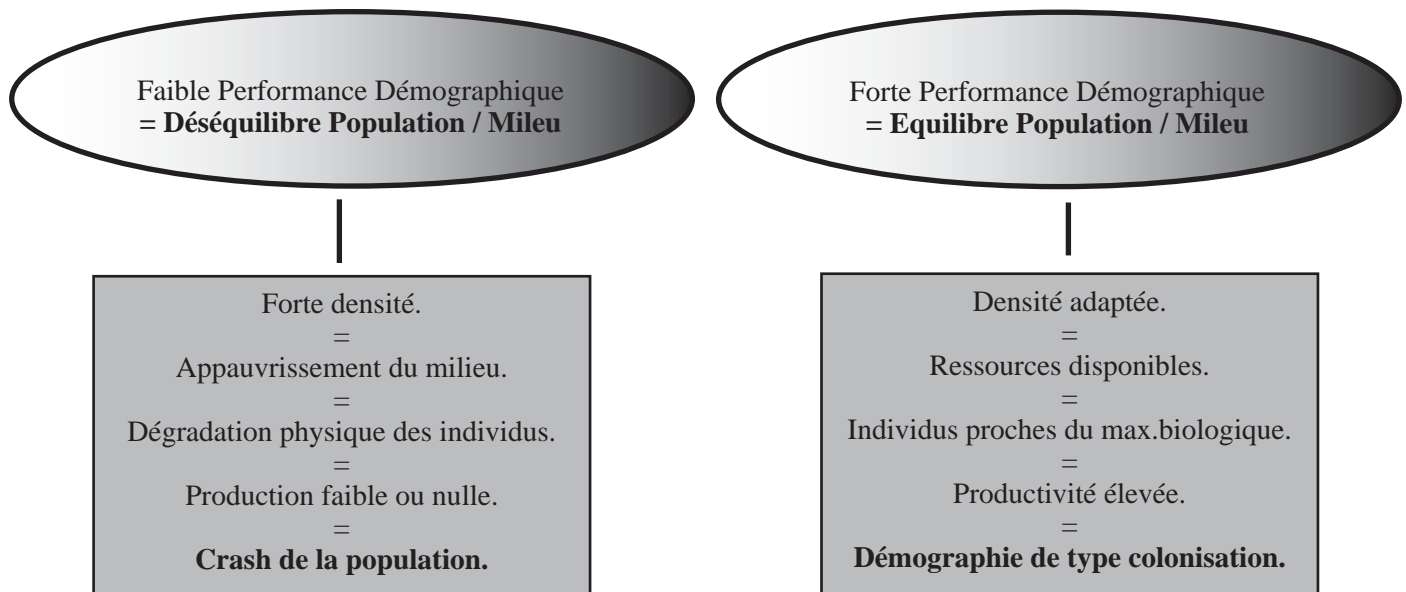 Faible Performance Démographique
= Déséquilibre Population / Mileu
Forte densité.
=
Appauvrissement du milieu.
=
Dégradation physique des individus.
=
Production faible ou nulle.
=
Crash de la population.
Forte Performance Démographique
= Equilibre Population / Mileu
Densité adaptée.
=
Ressources disponibles.
=
Individus proches du max.biologique.
=
Productivité élevée.
=
Démographie de type colonisation.